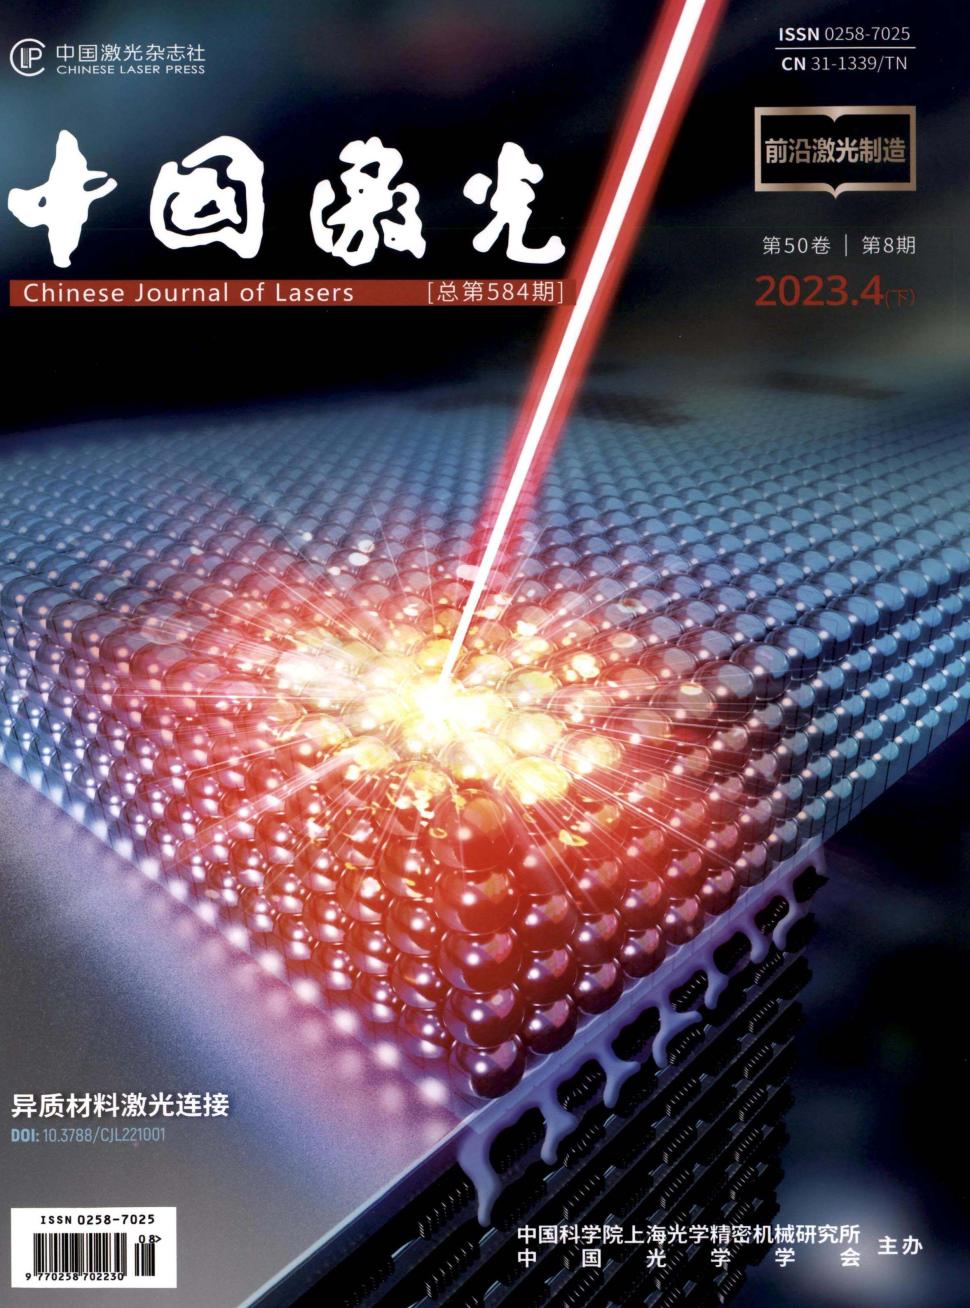 中国激光杂志社
CHINESE LASER PRESS
ISSN 0258-7025
CN 31-1339/TN
前沿激光制造
中国激光
第50卷 | 第8期
Chinese Journal of Lasers [总第584期]
2023.4(下)
异质材料激光连接
DOI: 10.3788/CJL221001
ISSN 0258-7025
08>
9 770258 702230
中国科学院上海光学精密机械研究所
中国光学学会
主办